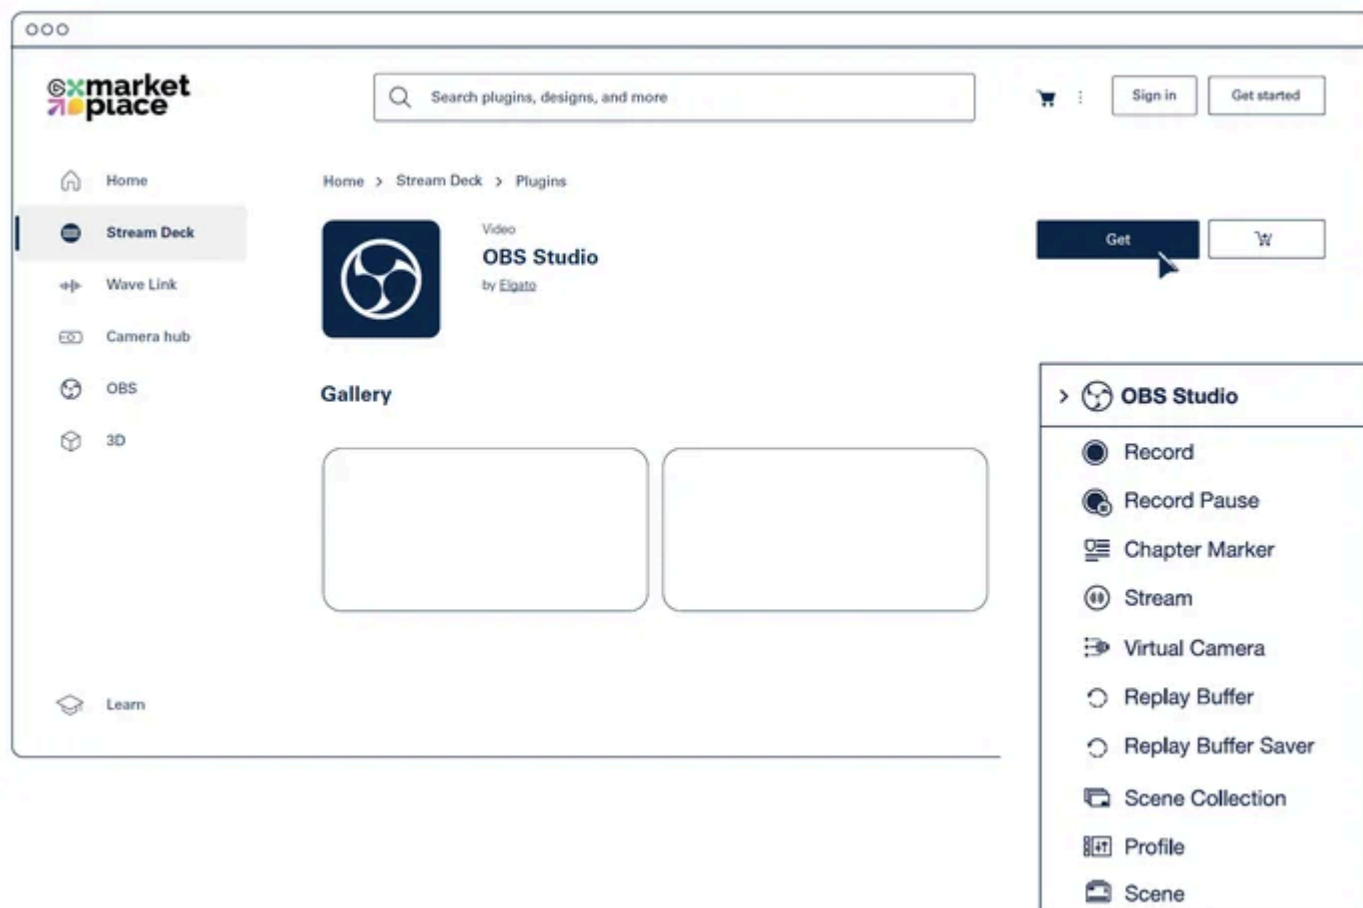 market
place
Search plugins, designs, and more
Sign in
Get started
Home
Stream Deck
Wave Link
Camera hub
OBS
3D
Learn
Home > Stream Deck > Plugins
Video
OBS Studio
by Elgato
Get
Gallery
OBS Studio
Record
Record Pause
Chapter Marker
Stream
Virtual Camera
Replay Buffer
Replay Buffer Saver
Scene Collection
Profile
Scene